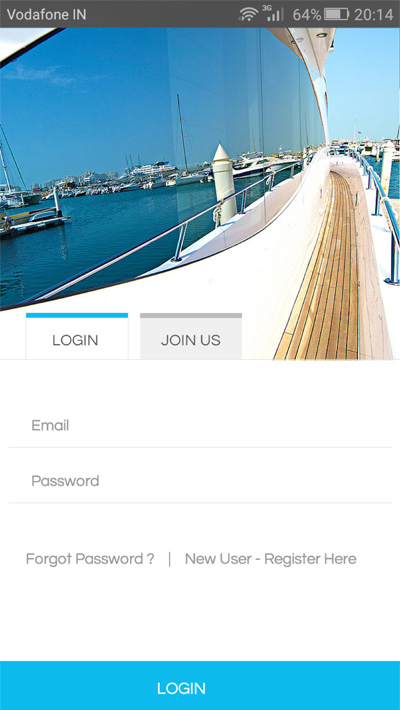 Vodafone IN 3G 64% 20:14
LOGIN JOIN US
Email
Password
Forgot Password ? | New User - Register Here
LOGIN